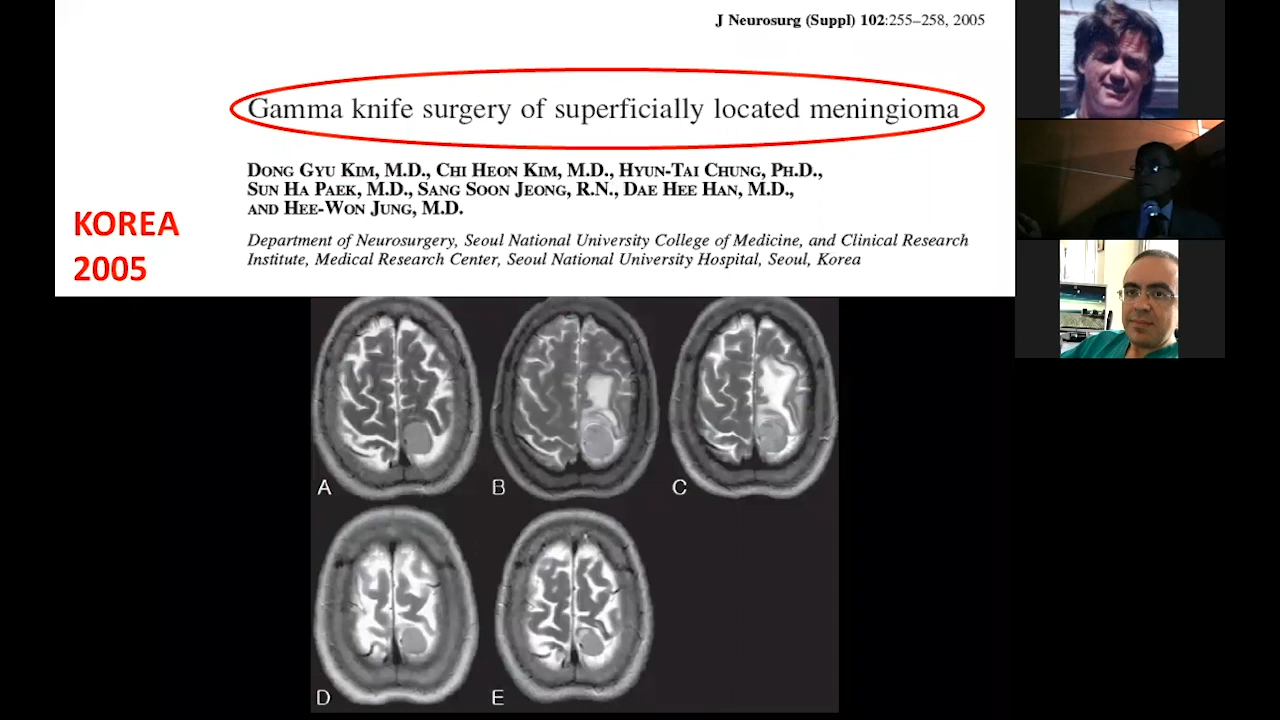 J Neurosurg (Suppl) 102:255–258, 2005
Gamma knife surgery of superficially located meningioma
DONG GYU KIM, M.D., CHI HEON KIM, M.D., HYUN-TAI CHUNG, PH.D.,
SUN HA PAEK, M.D., SANG SOON JEONG, R.N., DAE HEE HAN, M.D.,
AND HEE-WON JUNG, M.D.
KOREA
2005
Department of Neurosurgery, Seoul National University College of Medicine, and Clinical Research
Institute, Medical Research Center, Seoul National University Hospital, Seoul, Korea
A
B
C
D
E